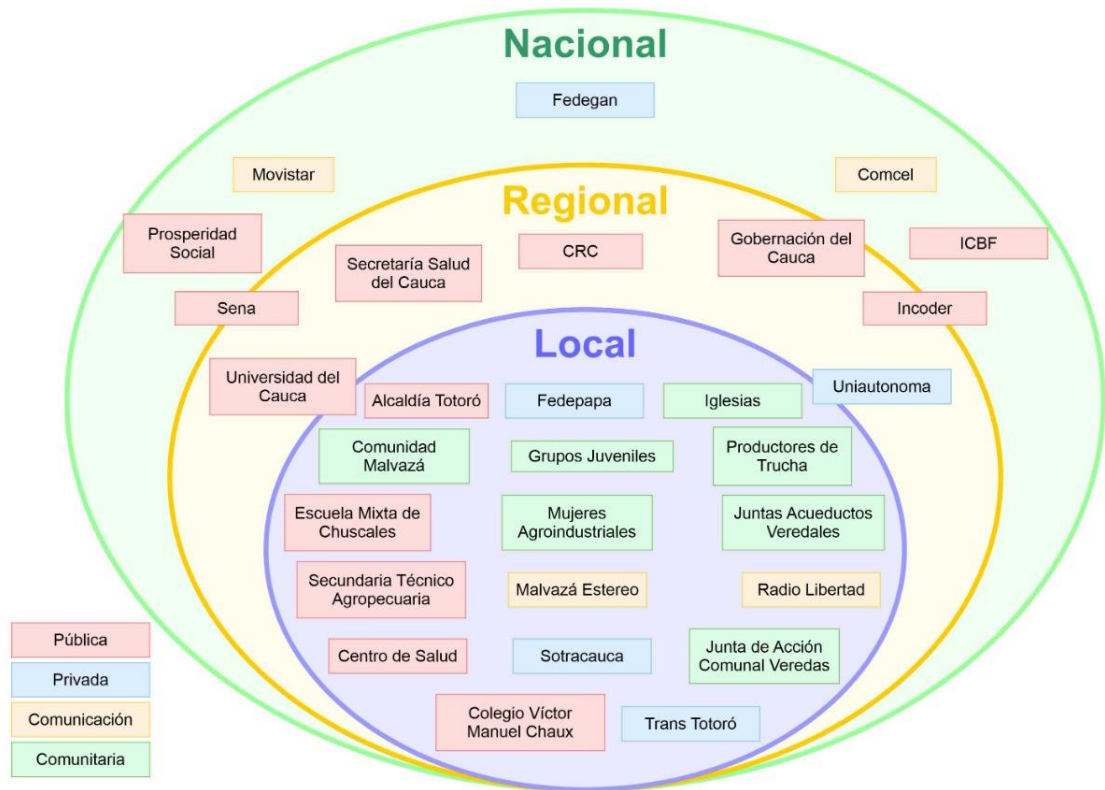 Nacional
Fedegan
Movistar
Comcel
Regional
Prosperidad
Social
Secretaría Salud
del Cauca
CRC
Gobernación del
Cauca
ICBF
Sena
Incoder
Local
Universidad del
Cauca
Alcaldía Totoró
Fedepapa
Iglesias
Uniautonoma
Comunidad
Malvazá
Grupos Juveniles
Productores de
Trucha
Escuela Mixta de
Chuscales
Mujeres
Agroindustriales
Juntas Acueductos
Veredales
Secundaria Técnico
Agropecuaria
Malvazá Estereo
Radio Libertad
Centro de Salud
Sotracauca
Junta de Acción
Comunal Veredas
Colegio Víctor
Manuel Chaux
Trans Totoró
Pública
Privada
Comunicación
Comunitaria